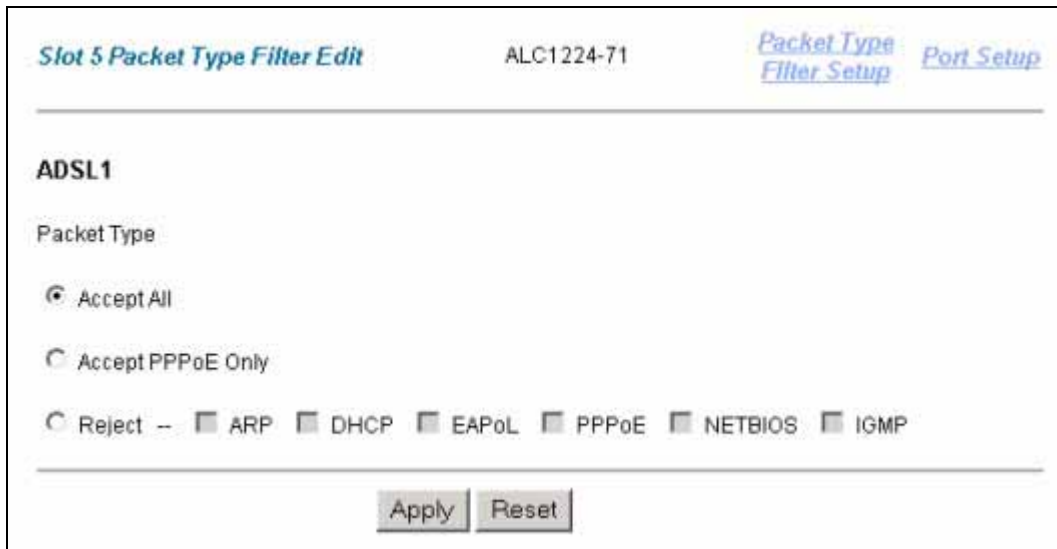 Slot 5 Packet Type Filter Edit ALC1224-71 Packet Type Filter Setup Port Setup
ADSL1
Packet Type
Accept All
Accept PPPoE Only
Reject -- ARP DHCP EAPoL PPPoE NETBIOS IGMP
Apply Reset